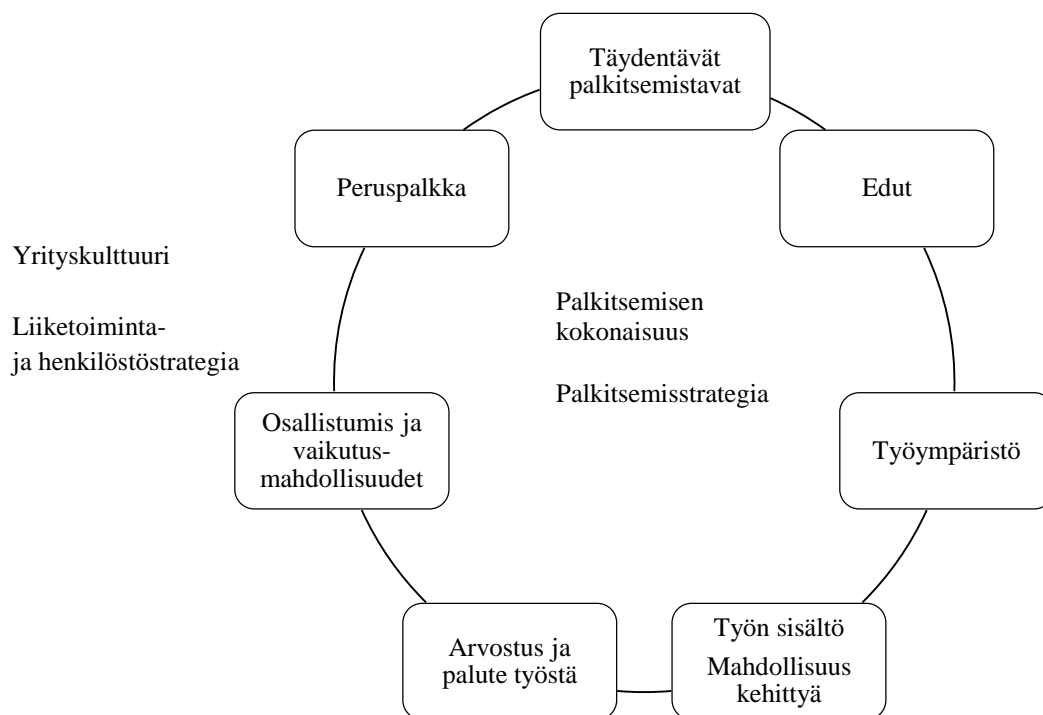 Täydentävät
palkitsemistavat
Peruspalkka
Edut
Yrityskulttuuri
Liiketoiminta-
ja henkilöstöstrategia
Palkitsemisen
kokonaisuus
Palkitsemisstrategia
Osallistumis ja
vaikutus-
mahdollisuudet
Työympäristö
Arvostus ja
palute työstä
Työn sisältö
Mahdollisuus
kehittyä